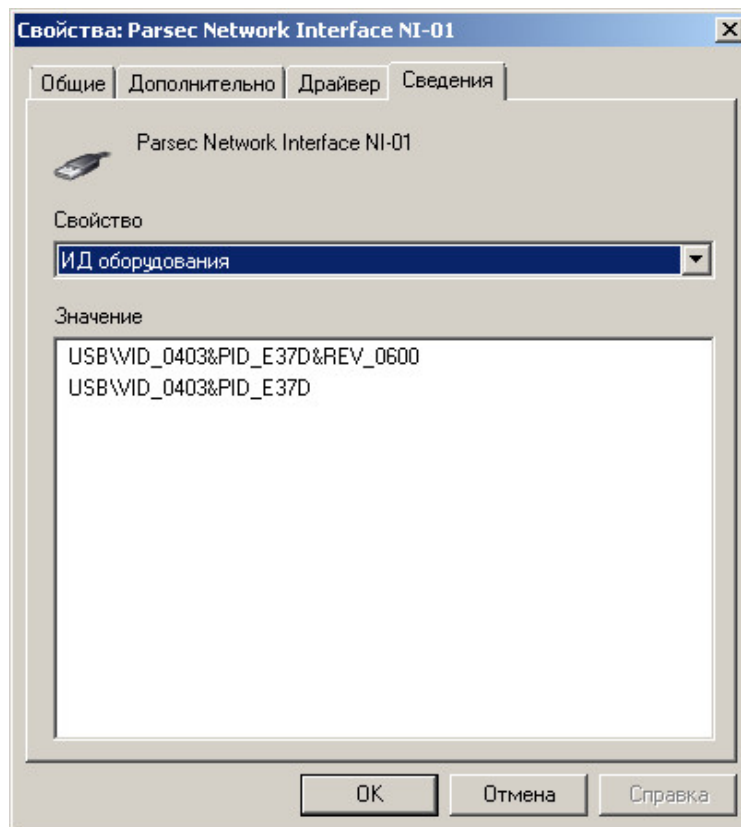 Свойства: Parsec Network Interface NI-01
Общие Дополнительно Драйвер Сведения
Parsec Network Interface NI-01
Свойство
ИД оборудования
Значение
USB\VID_0403&PID_E37D&REV_0600
USB\VID_0403&PID_E37D
OK Отмена Справка